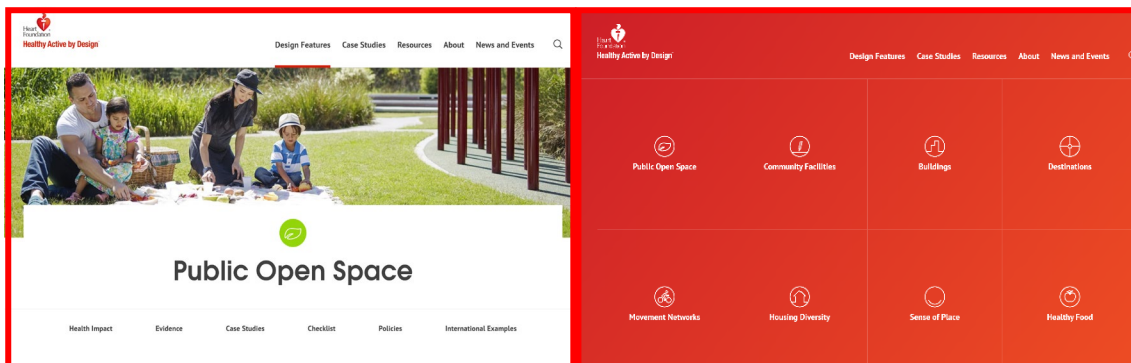 Heart
Foundation
Healthy Active by Design
Design Features Case Studies Resources About News and Events
Public Open Space
Health Impact Evidence Case Studies Checklist Policies International Examples
Heart
Foundation
Healthy Active by Design
Design Features Case Studies Resources About News and Events
Public Open Space Community Facilities Buildings Destinations
Movement Networks Housing Diversity Sense of Place Healthy Food